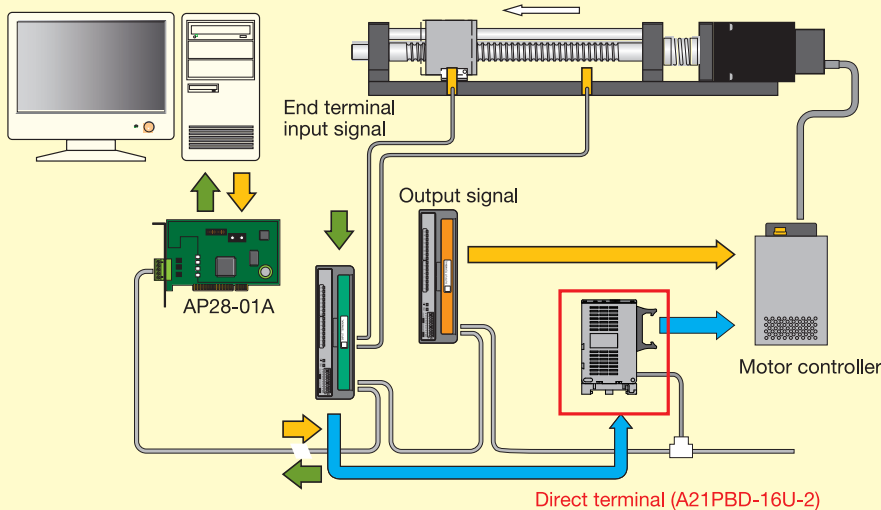 End terminal
input signal
Output signal
AP28-01A
Motor controller
Direct terminal (A21PBD-16U-2)